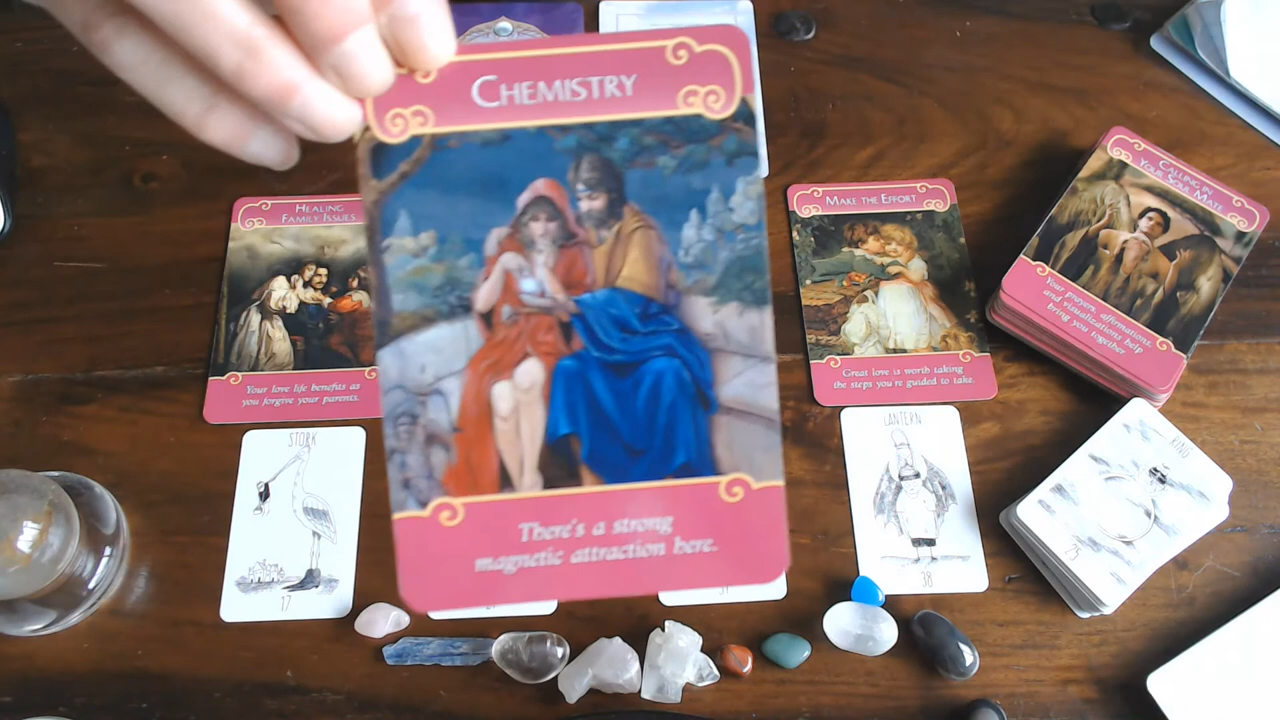 CHEMISTRY
There's a strong
magnetic attraction here.
HEALING
FAMILY ISSUES
Your love life benefits as
you forgive your parents.
MAKE THE EFFORT
Great love is worth taking
the steps you're guided to take.
CALLING IN
YOUR SOUL MATE
Your prayers, affirmations,
and visualizations help
bring you together
STORK
17
LANTERN
38
RING
25